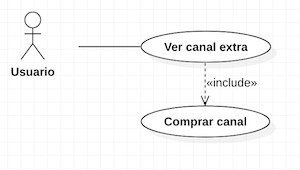 Ver canal extra
Usuario
«include»
Comprar canal